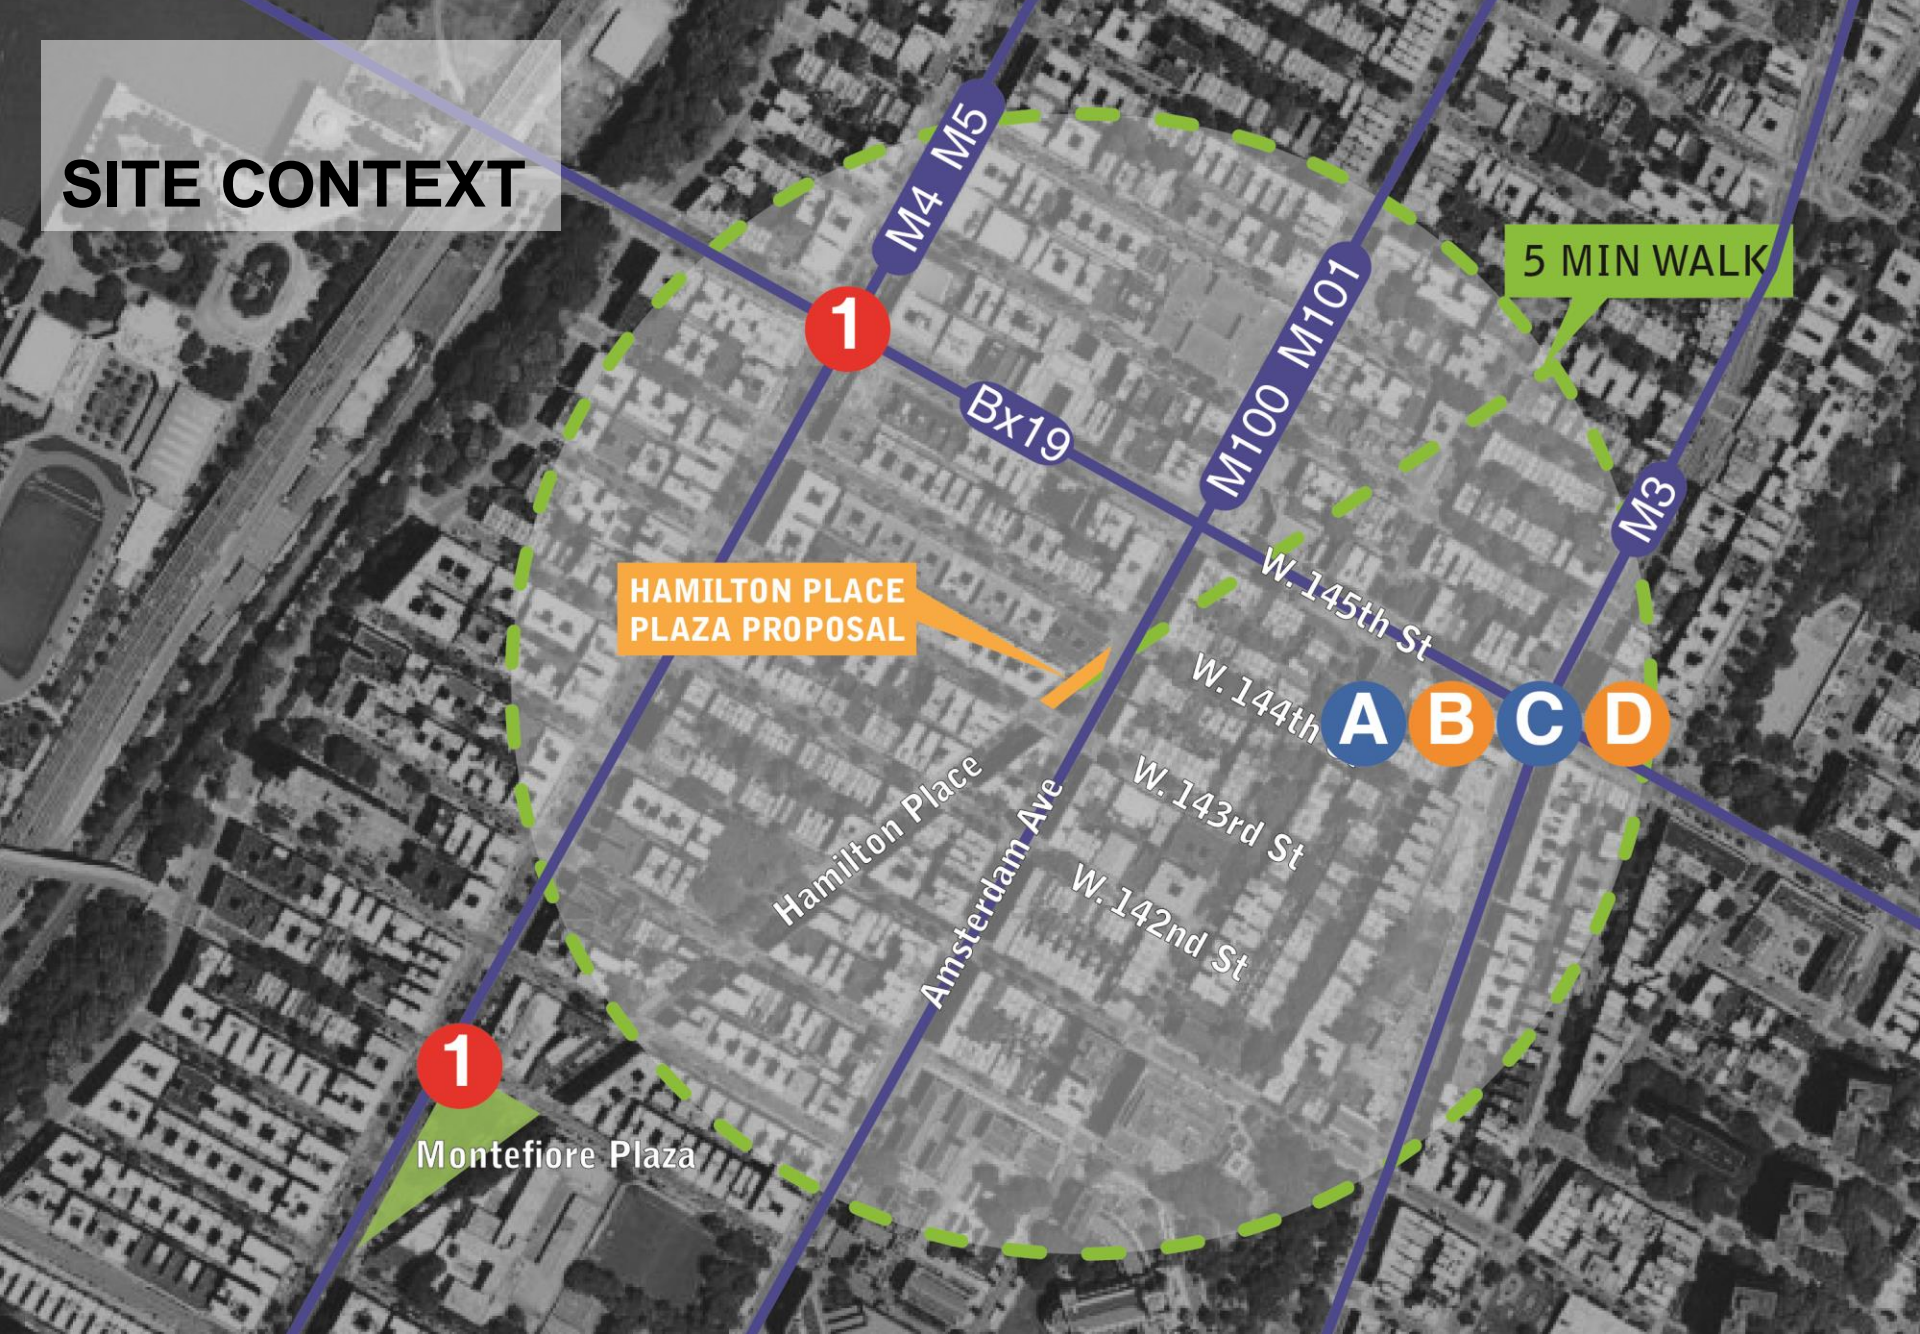 SITE CONTEXT
M4 M5
5 MIN WALK
M100 M101
1
Bx19
M3
W. 145th St
HAMILTON PLACE
PLAZA PROPOSAL
W. 144th
A B C D
W. 143rd St
Hamilton Place
Amsterdam Ave
W. 142nd St
1
Montefiore Plaza